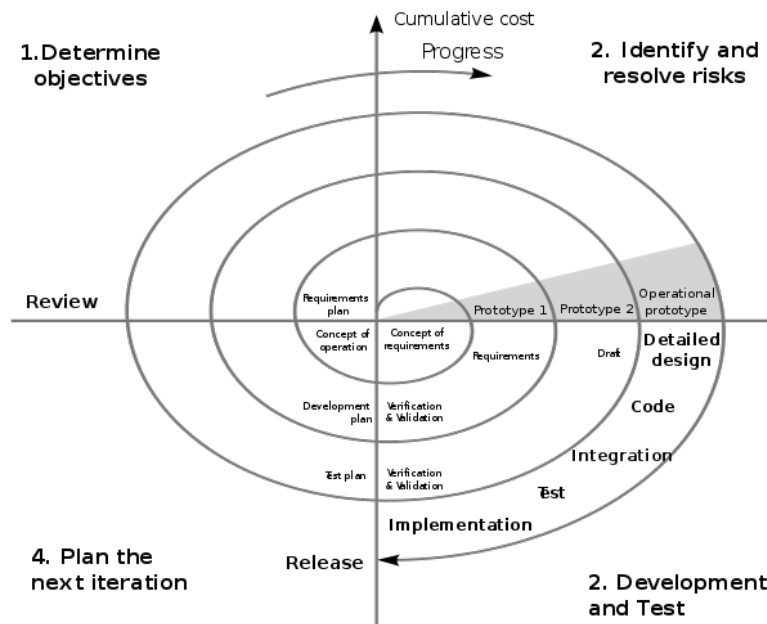 Cumulative cost
Progress
1.Determine
objectives
2. Identify and
resolve risks
Review
Requirements
plan
Prototype 1
Prototype 2
Operational
prototype
Concept of
operation
Concept of
requirements
Requirements
Draft
Detailed
design
Development
plan
Verification
& Validation
Code
Test plan
Verification
& Validation
Integration
Test
Implementation
Release
4. Plan the
next iteration
2. Development
and Test